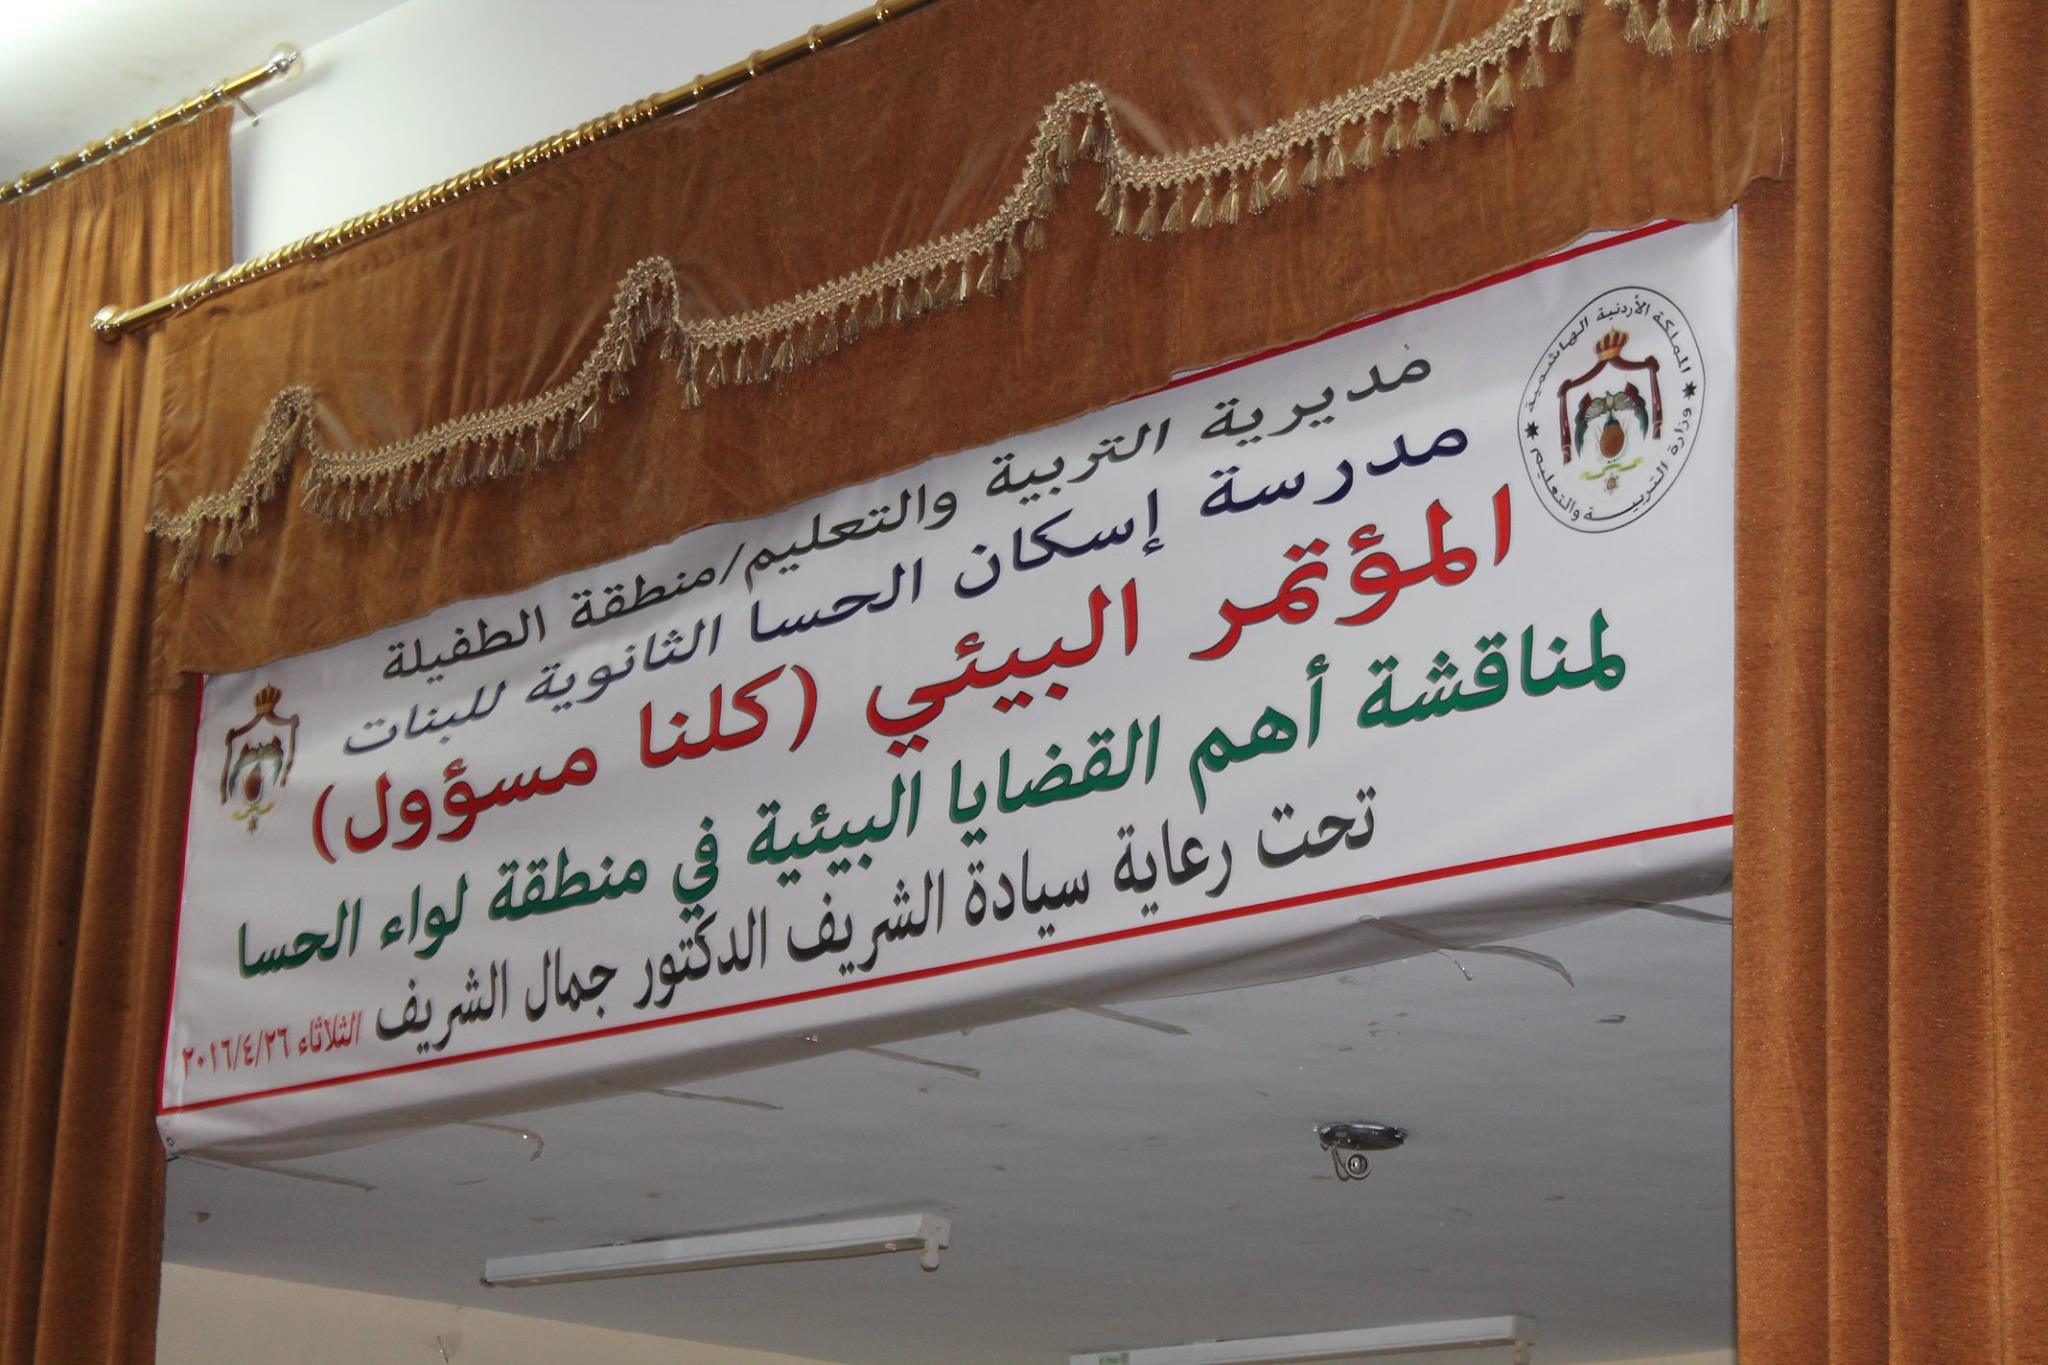 المملكة الأردنية الهاشمية
وزارة التربية والتعليم
مديرية التربية والتعليم/منطقة الطفيلة
مدرسة إسكان الحسا الثانوية للبنات
المؤتمر البيئي (كلنا مسؤول)
لمناقشة أهم القضايا البيئية في منطقة لواء الحسا
تحت رعاية سيادة الشريف الدكتور جمال الشريف
الثلاثاء ٢٠١٦/٤/٢٦